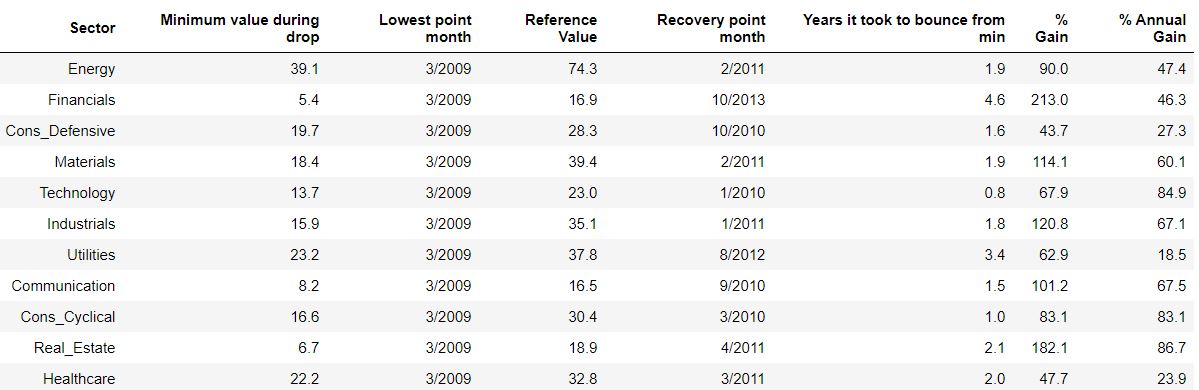 Sector Minimum value during drop Lowest point month Reference Value Recovery point month Years it took to bounce from min % Gain % Annual Gain
Energy 39.1 3/2009 74.3 2/2011 1.9 90.0 47.4
Financials 5.4 3/2009 16.9 10/2013 4.6 213.0 46.3
Cons_Defensive 19.7 3/2009 28.3 10/2010 1.6 43.7 27.3
Materials 18.4 3/2009 39.4 2/2011 1.9 114.1 60.1
Technology 13.7 3/2009 23.0 1/2010 0.8 67.9 84.9
Industrials 15.9 3/2009 35.1 1/2011 1.8 120.8 67.1
Utilities 23.2 3/2009 37.8 8/2012 3.4 62.9 18.5
Communication 8.2 3/2009 16.5 9/2010 1.5 101.2 67.5
Cons_Cyclical 16.6 3/2009 30.4 3/2010 1.0 83.1 83.1
Real_Estate 6.7 3/2009 18.9 4/2011 2.1 182.1 86.7
Healthcare 22.2 3/2009 32.8 3/2011 2.0 47.7 23.9